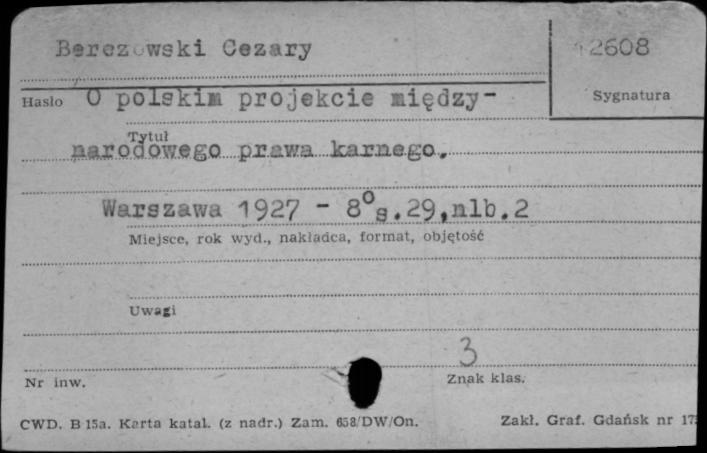 Berezowski Cezary
2608
Hasło O polskim projekcie między-
Sygnatura
Tytuł
narodowego prawa karnego.
Warszawa 1927 - 8° s.29,nlb.2
Miejsce, rok wyd., nakładca, format, objętość
Uwagi
3
Nr inw.
Znak klas.
CWD. B 15a. Karta katal. (z nadr.) Zam. 658/DW/On.
Zakł. Graf. Gdańsk nr